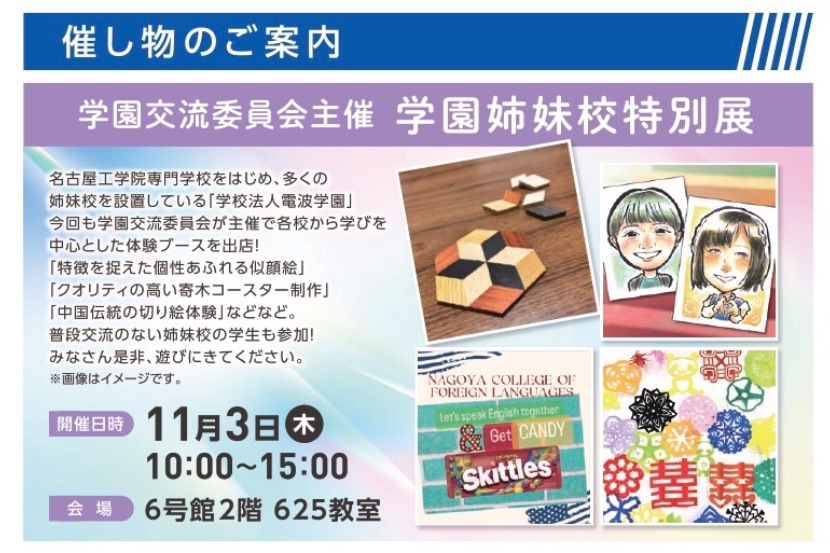 催し物のご案内
学園交流委員会主催 学園姉妹校特別展
名古屋工学院専門学校をはじめ、多くの
姉妹校を設置している「学校法人電波学園」
今回も学園交流委員会が主催で各校から学びを
中心とした体験ブースを出店!
「特徴を捉えた個性あふれる似顔絵」
「クオリティの高い寄木コースター制作」
「中国伝統の切り絵体験」などなど。
普段交流のない姉妹校の学生も参加!
みなさん是非、遊びにきてください。
※画像はイメージです。
開催日時 11月3日 木
10:00~15:00
会場 6号館2階 625教室
NAGOYA COLLEGE OF
FOREIGN LANGUAGES
Let's speak English together
& Get CANDY
Skittles
囍
囍